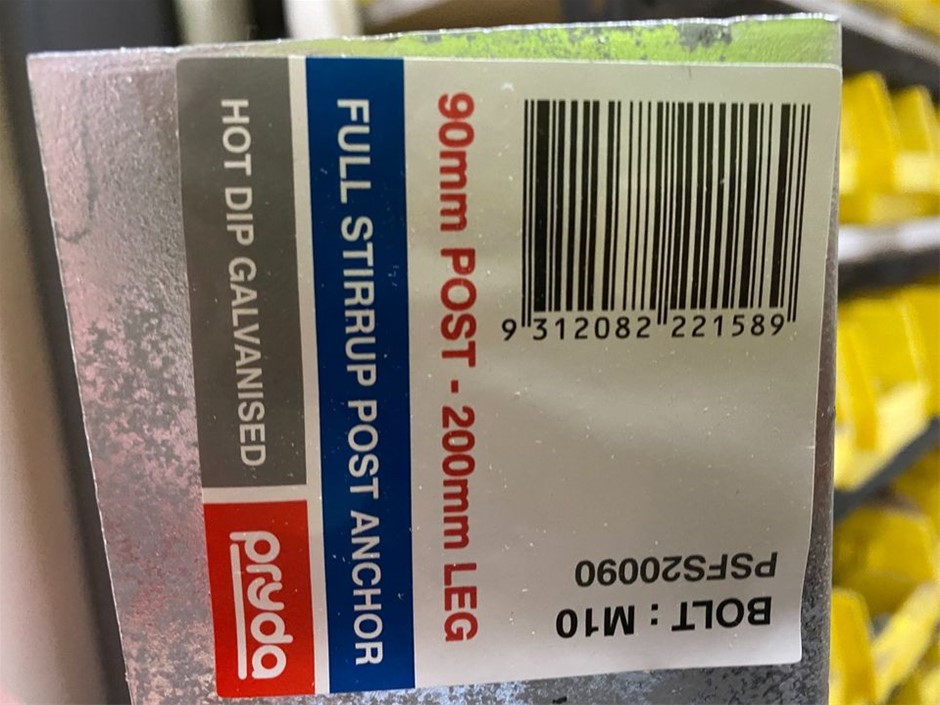 HOT DIP GALVANISED
pryda
FULL STIRRUP POST ANCHOR
90mm POST - 200mm LEG
9 312082 221589
BOLT : M10
PSFS20090